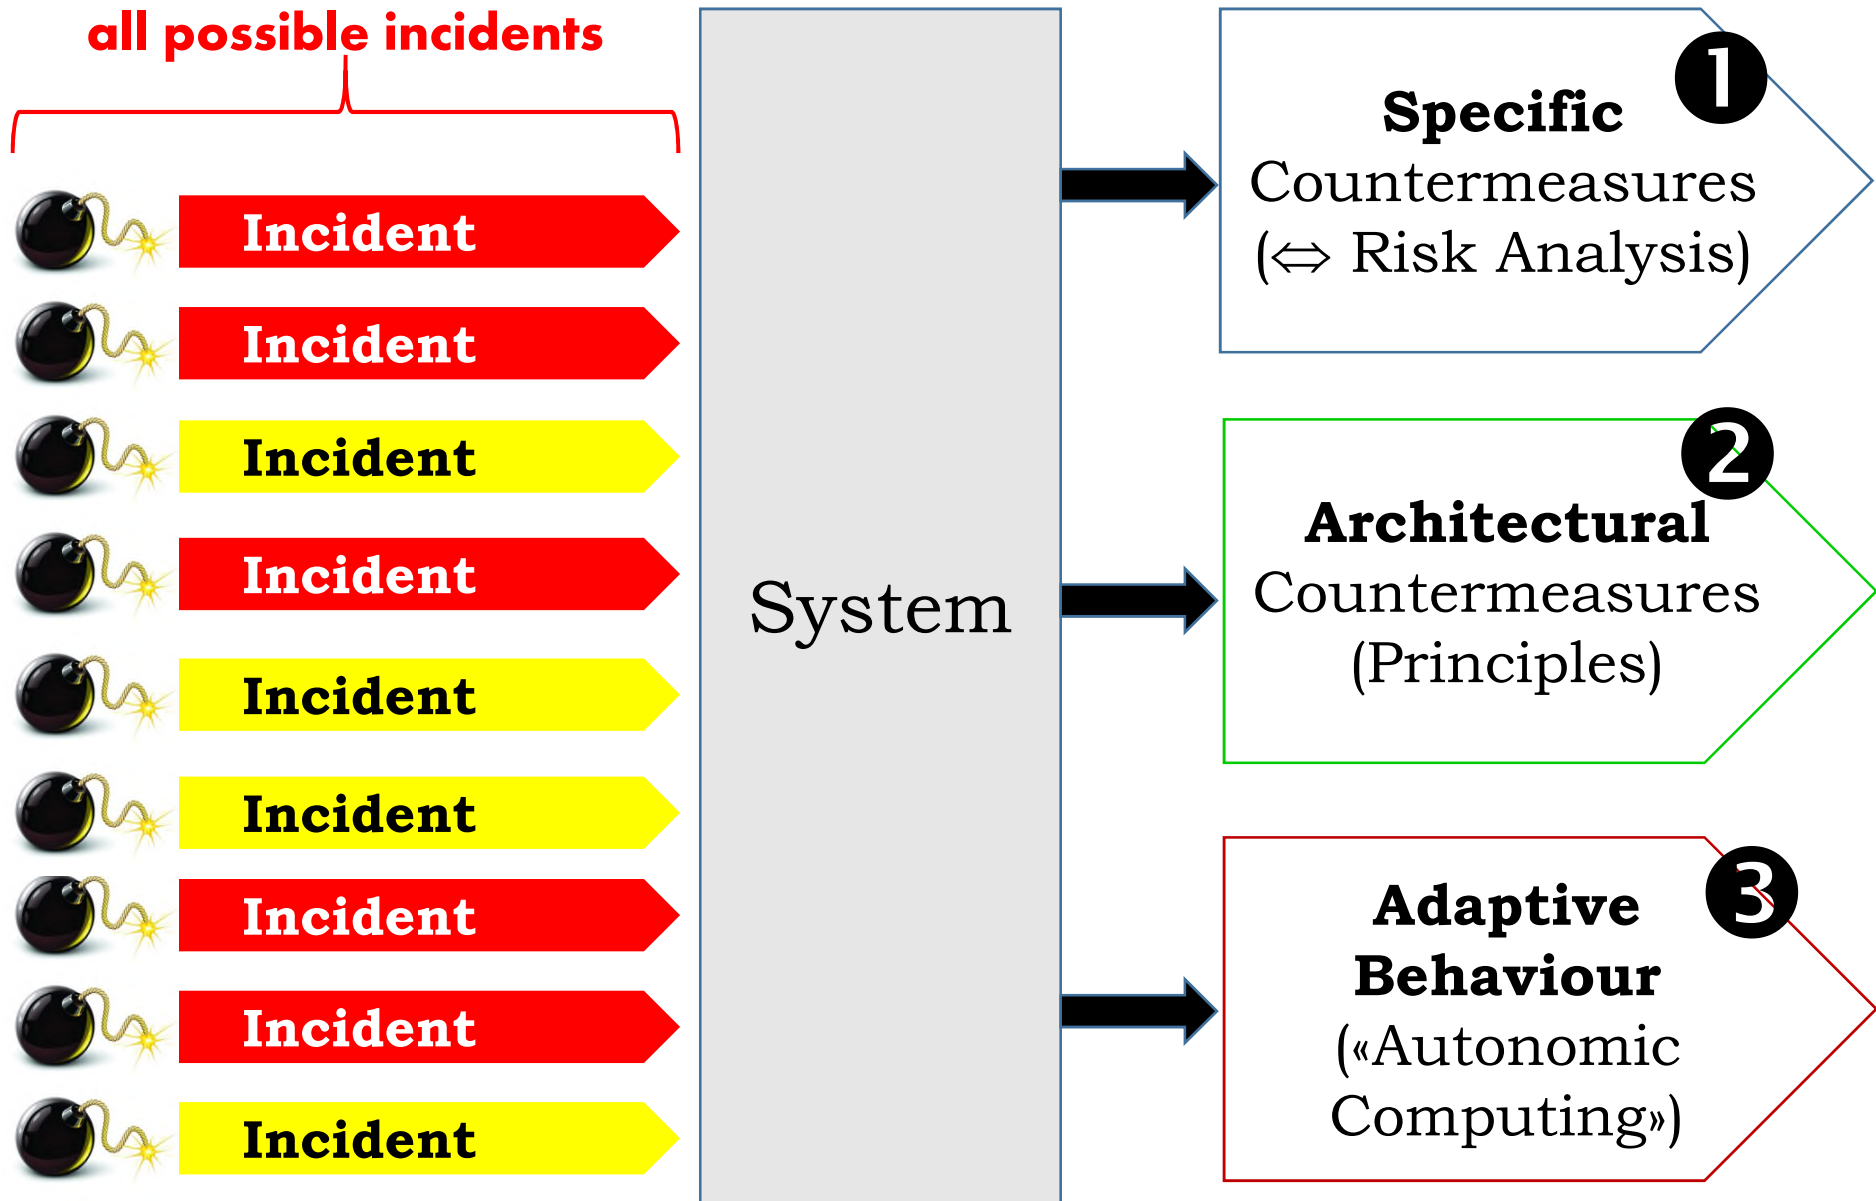 all possible incidents
Incident
Incident
Incident
Incident
Incident
Incident
Incident
Incident
Incident
System
1
Specific
Countermeasures
(⇔ Risk Analysis)
2
Architectural
Countermeasures
(Principles)
3
Adaptive
Behaviour
(«Autonomic
Computing»)